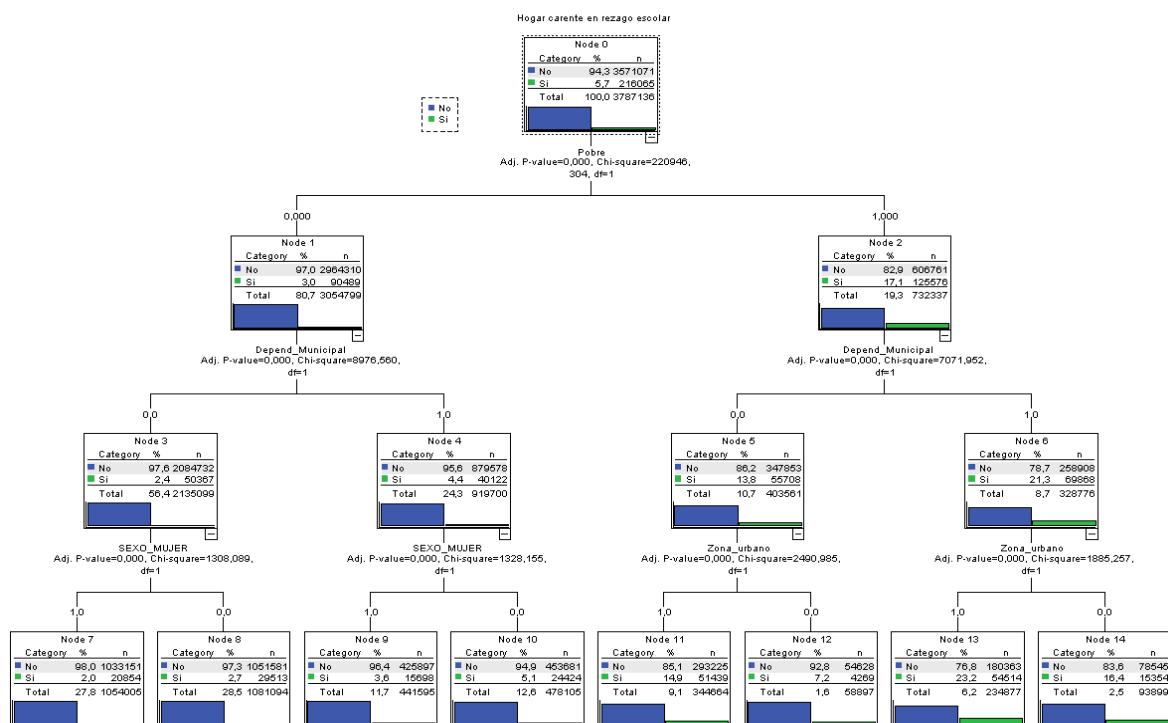 Hogar carente en rezago escolar
Node 0
Category % n
No 94,3 3571071
Si 5,7 216065
Total 100,0 3787136
No
Si
Pobre
Adj. P-value=0,000, Chi-square=220946,
304, df=1
0,000
1,000
Node 1
Category % n
No 97,0 2964310
Si 3,0 90489
Total 80,7 3054799
Node 2
Category % n
No 82,9 606761
Si 17,1 125576
Total 19,3 732337
Depend_Municipal
Adj. P-value=0,000, Chi-square=8976,560,
df=1
Depend_Municipal
Adj. P-value=0,000, Chi-square=7071,952,
df=1
0,0
1,0
0,0
1,0
Node 3
Category % n
No 97,6 2084732
Si 2,4 50367
Total 56,4 2135099
Node 4
Category % n
No 95,6 879578
Si 4,4 40122
Total 24,3 919700
Node 5
Category % n
No 86,2 347853
Si 13,8 55708
Total 10,7 403561
Node 6
Category % n
No 78,7 258908
Si 21,3 69868
Total 8,7 328776
SEXO_MUJER
Adj. P-value=0,000, Chi-square=1308,089,
df=1
SEXO_MUJER
Adj. P-value=0,000, Chi-square=1328,155,
df=1
Zona_urbano
Adj. P-value=0,000, Chi-square=2490,985,
df=1
Zona_urbano
Adj. P-value=0,000, Chi-square=1885,257,
df=1
1,0
0,0
1,0
0,0
1,0
0,0
1,0
0,0
Node 7
Category % n
No 98,0 1033151
Si 2,0 20854
Total 27,8 1054005
Node 8
Category % n
No 97,3 1051581
Si 2,7 29513
Total 28,5 1081094
Node 9
Category % n
No 96,4 425897
Si 3,6 15698
Total 11,7 441595
Node 10
Category % n
No 94,9 453681
Si 5,1 24424
Total 12,6 478105
Node 11
Category % n
No 85,1 293225
Si 14,9 51439
Total 9,1 344664
Node 12
Category % n
No 92,8 54628
Si 7,2 4269
Total 1,6 58897
Node 13
Category % n
No 76,8 180363
Si 23,2 54514
Total 6,2 234877
Node 14
Category % n
No 83,6 78545
Si 16,4 15354
Total 2,5 93899